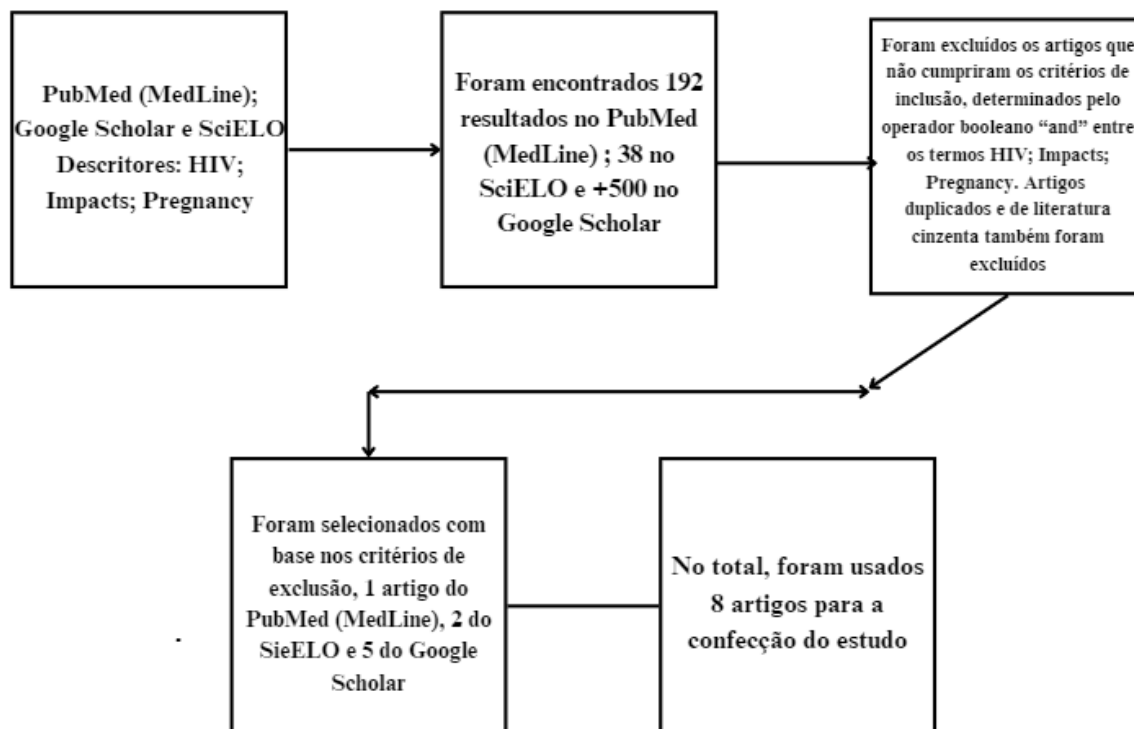 PubMed (MedLine);
Google Scholar e SciELO
Descritores: HIV;
Impacts; Pregnancy
Foram encontrados 192
resultados no PubMed
(MedLine) ; 38 no
SciELO e +500 no
Google Scholar
Foram excluídos os artigos que
não cumpriram os critérios de
inclusão, determinados pelo
operador booleano “and” entre
os termos HIV; Impacts;
Pregnancy. Artigos
duplicados e de literatura
cinzenta também foram
excluídos
Foram selecionados com
base nos critérios de
exclusão, 1 artigo do
PubMed (MedLine), 2 do
SieELO e 5 do Google
Scholar
No total, foram usados
8 artigos para a
confecção do estudo